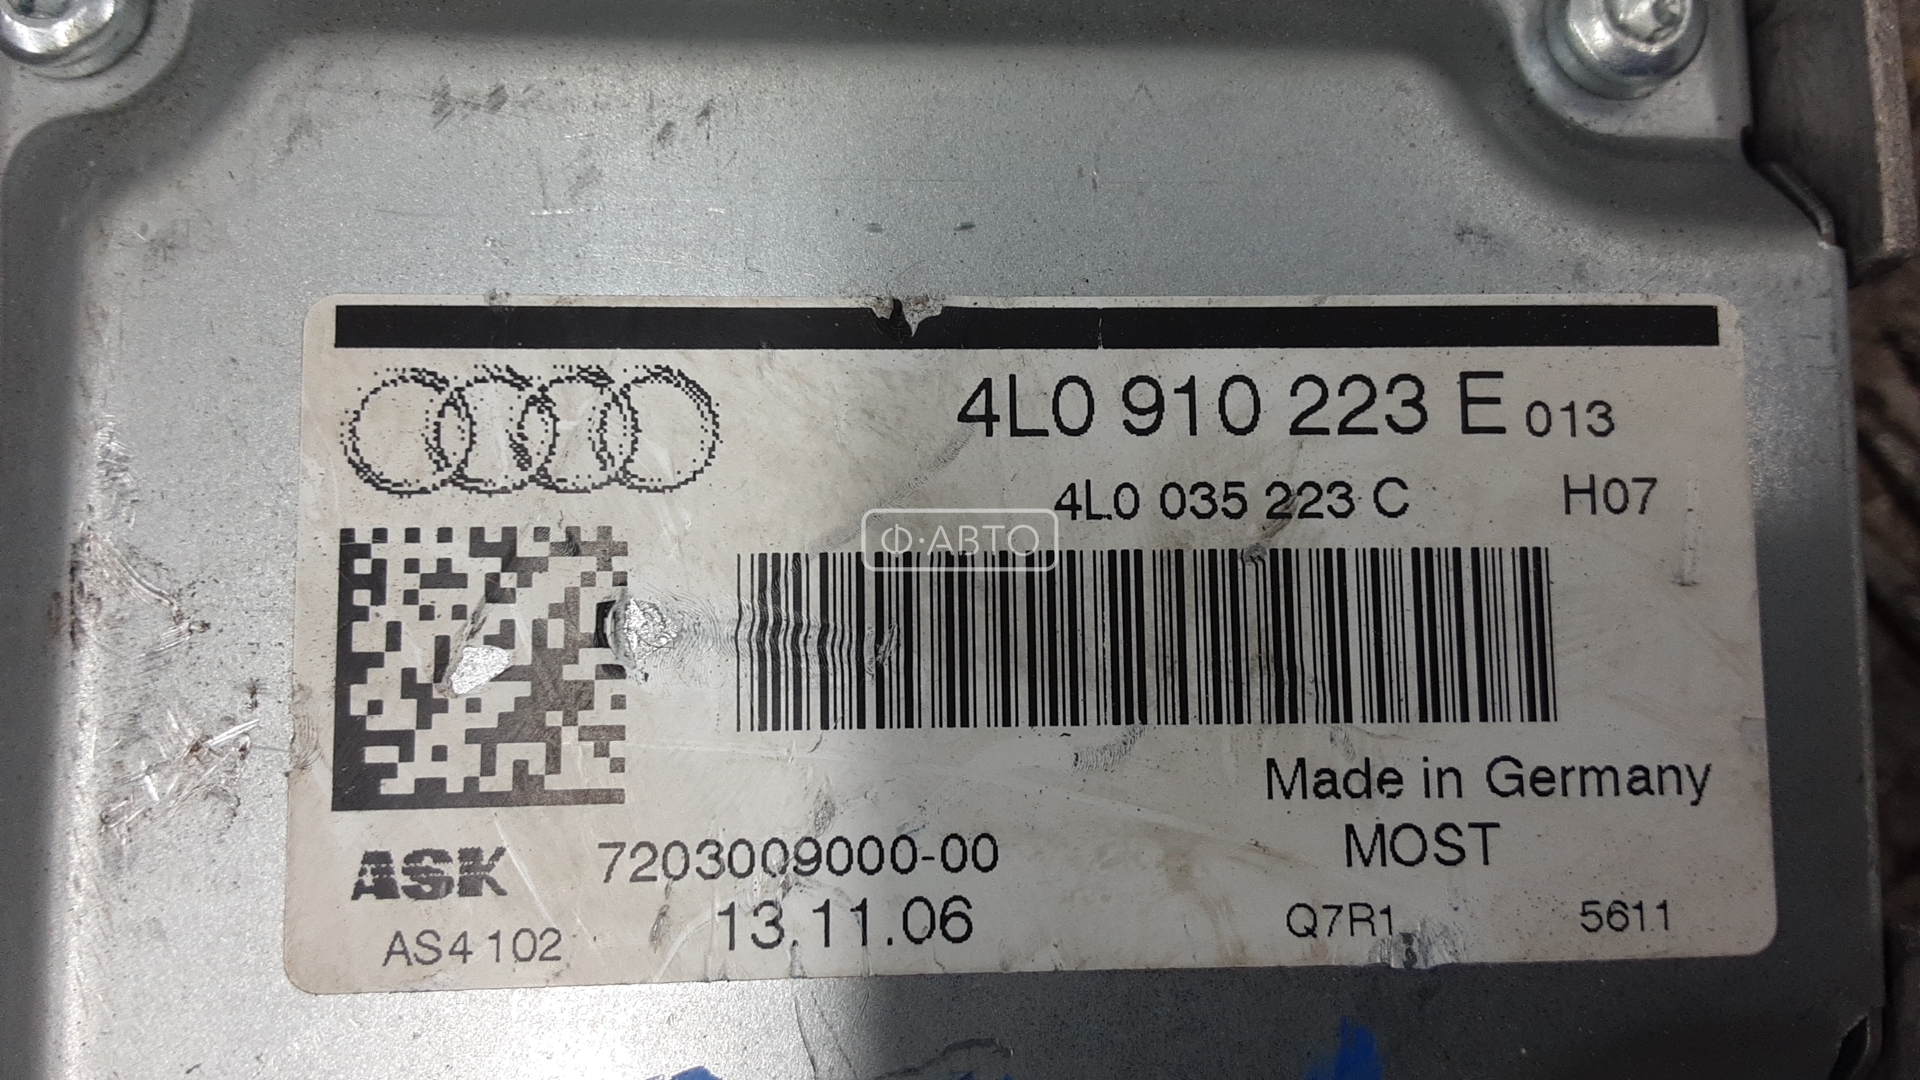 4L0 910 223 E 013
4L0 035 223 C H07
Ф·АВТО
Made in Germany
ASK 7203009000-00 MOST
AS4 102 13.11.06 Q7R1 5611